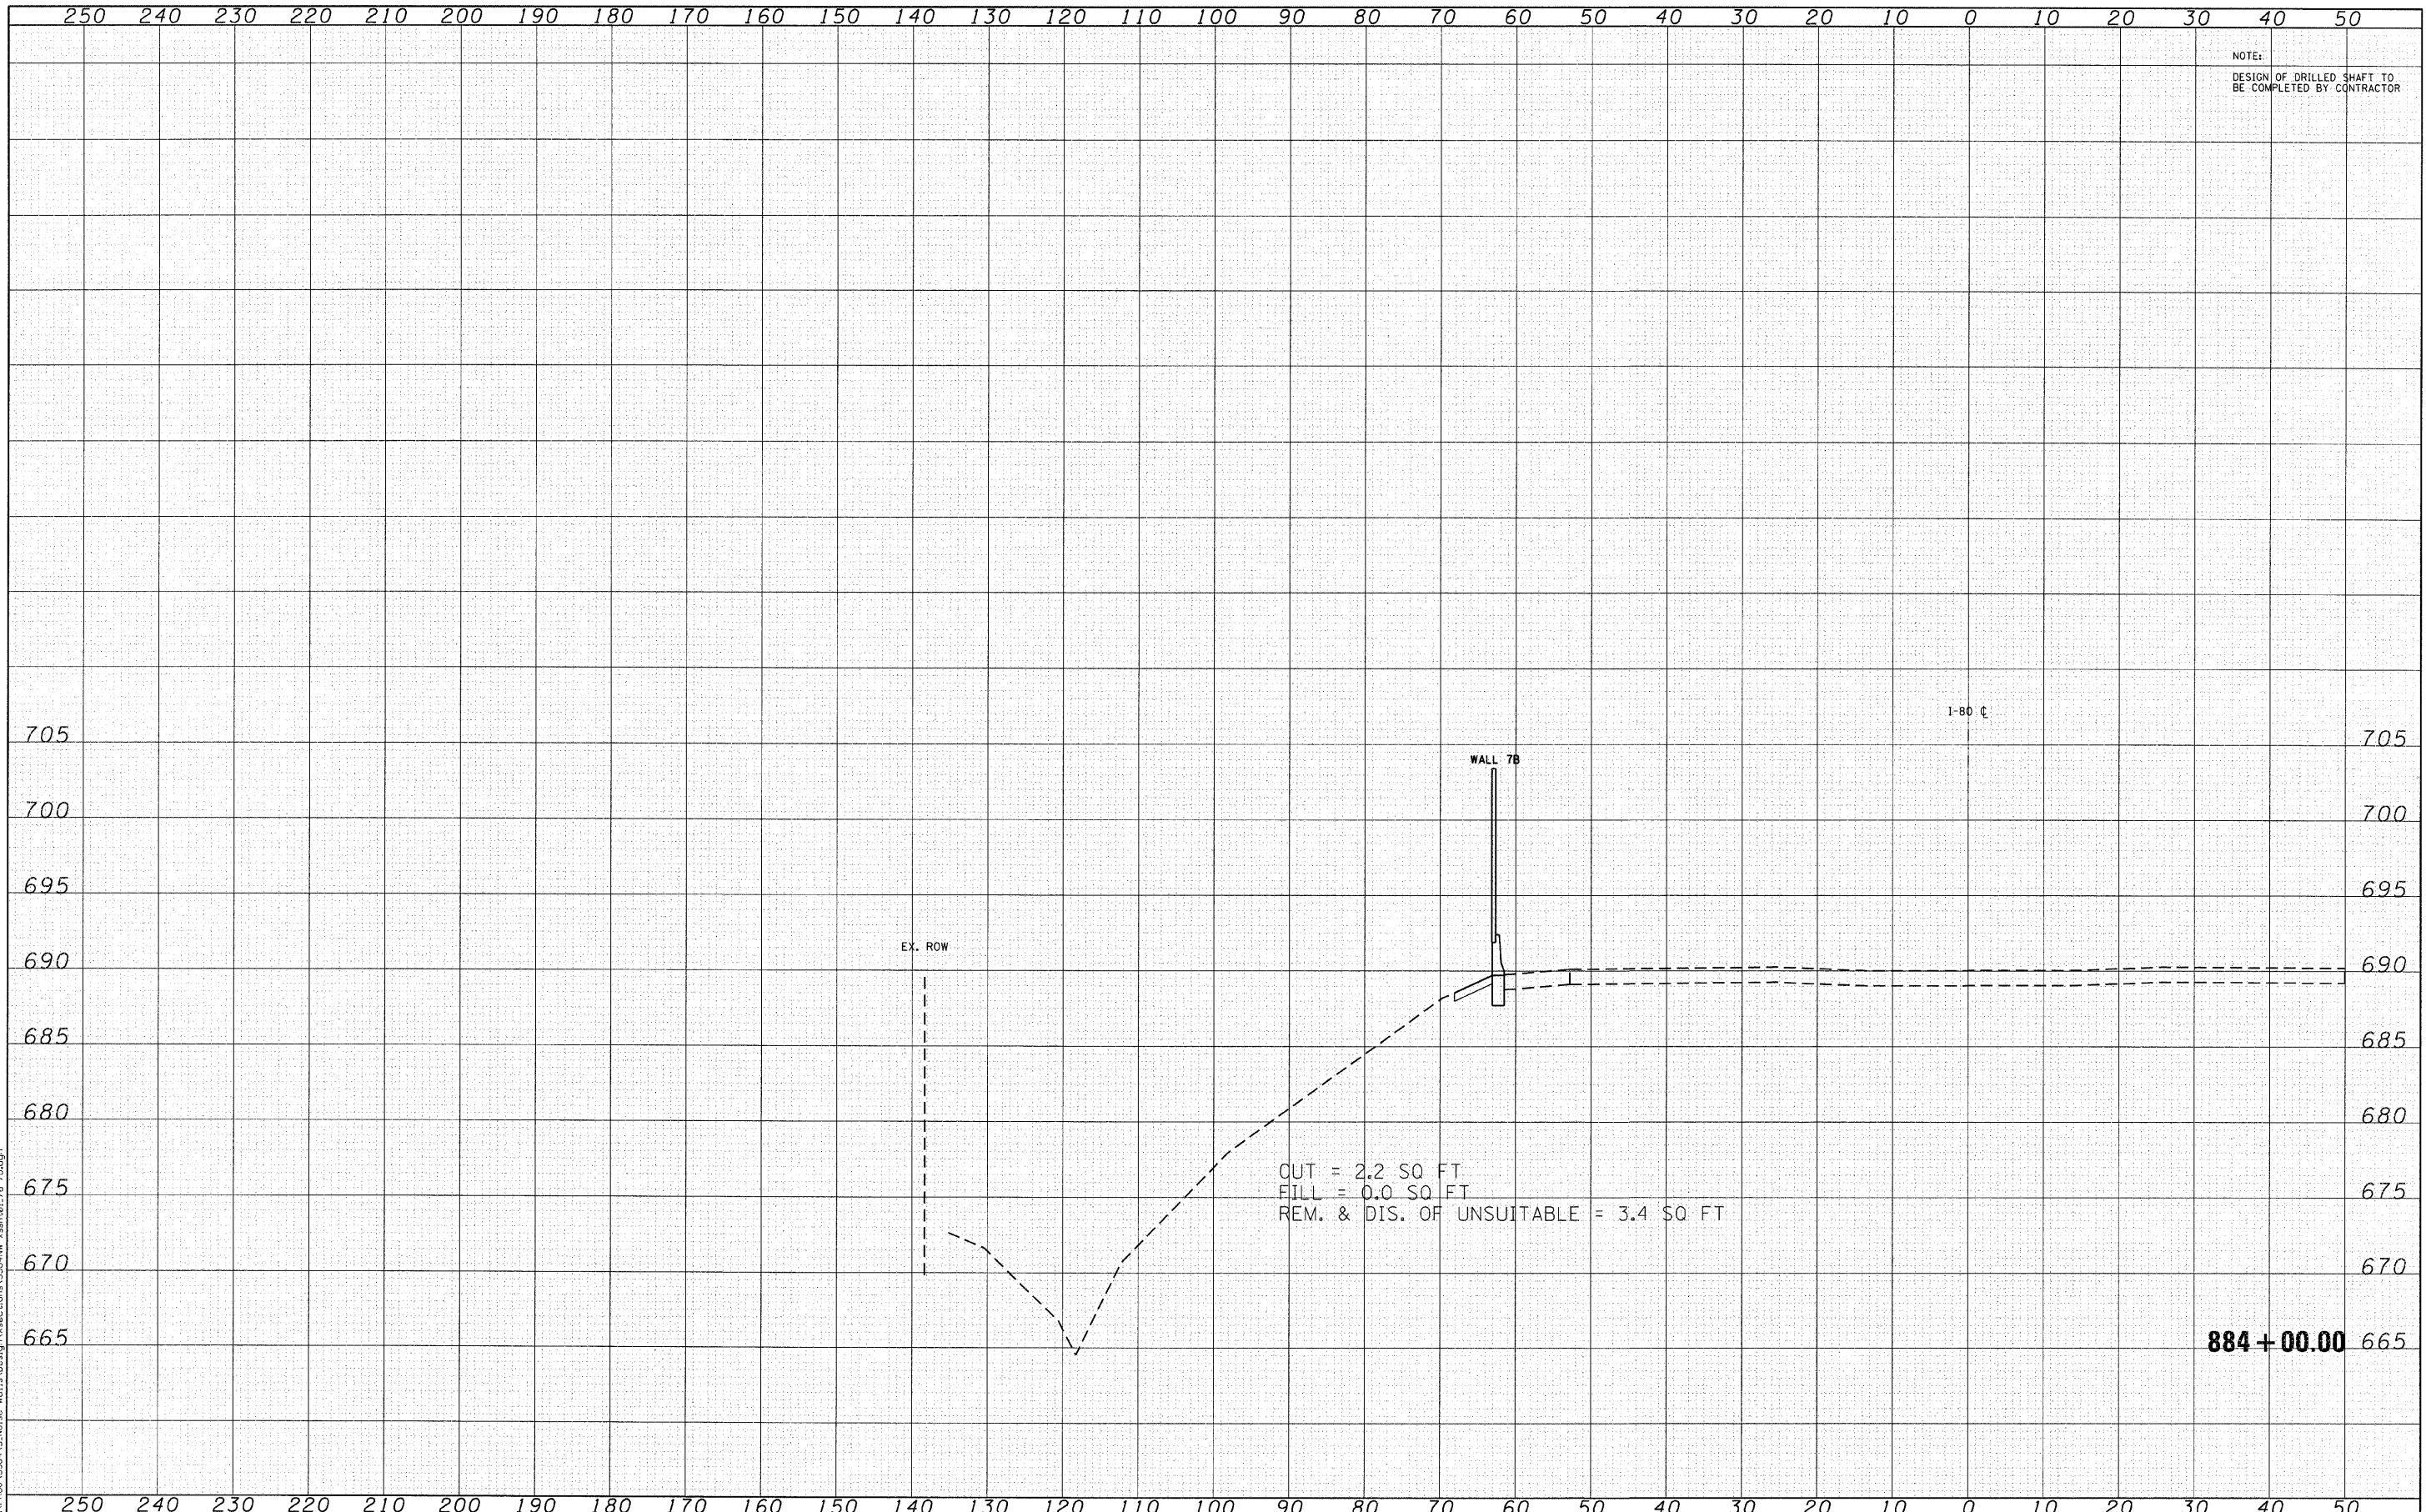 250 240 230 220 210 200 190 180 170 160 150 140 130 120 110 100 90 80 70 60 50 40 30 20 10 0 10 20 30 40 50
NOTE:
DESIGN OF DRILLED SHAFT TO
BE COMPLETED BY CONTRACTOR
I-80 ℄
705 705
WALL 7B
700 700
695 695
EX. ROW
690 690
685 685
680 680
CUT = 2.2 SQ FT
675 675
FILL = 0.0 SQ FT
REM. & DIS. OF UNSUITABLE = 3.4 SQ FT
670 670
665 884+00.00 665
250 240 230 220 210 200 190 180 170 160 150 140 130 120 110 100 90 80 70 60 50 40 30 20 10 0 10 20 30 40 50